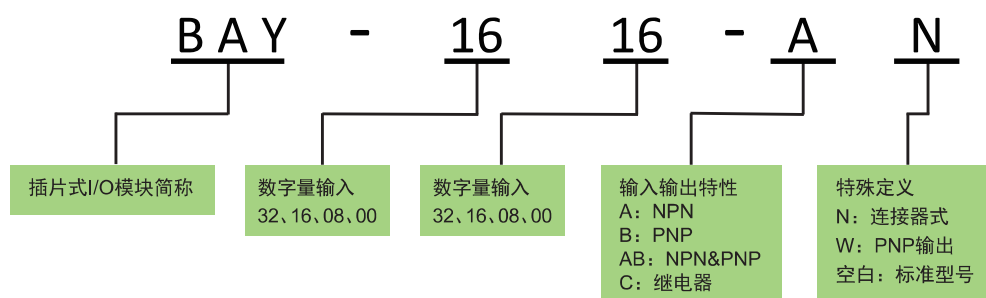 BAY - 16 16 - A N
插片式I/O模块简称
数字量输入
32、16、08、00
数字量输入
32、16、08、00
输入输出特性
A：NPN
B：PNP
AB：NPN&PNP
C：继电器
特殊定义
N：连接器式
W：PNP输出
空白：标准型号